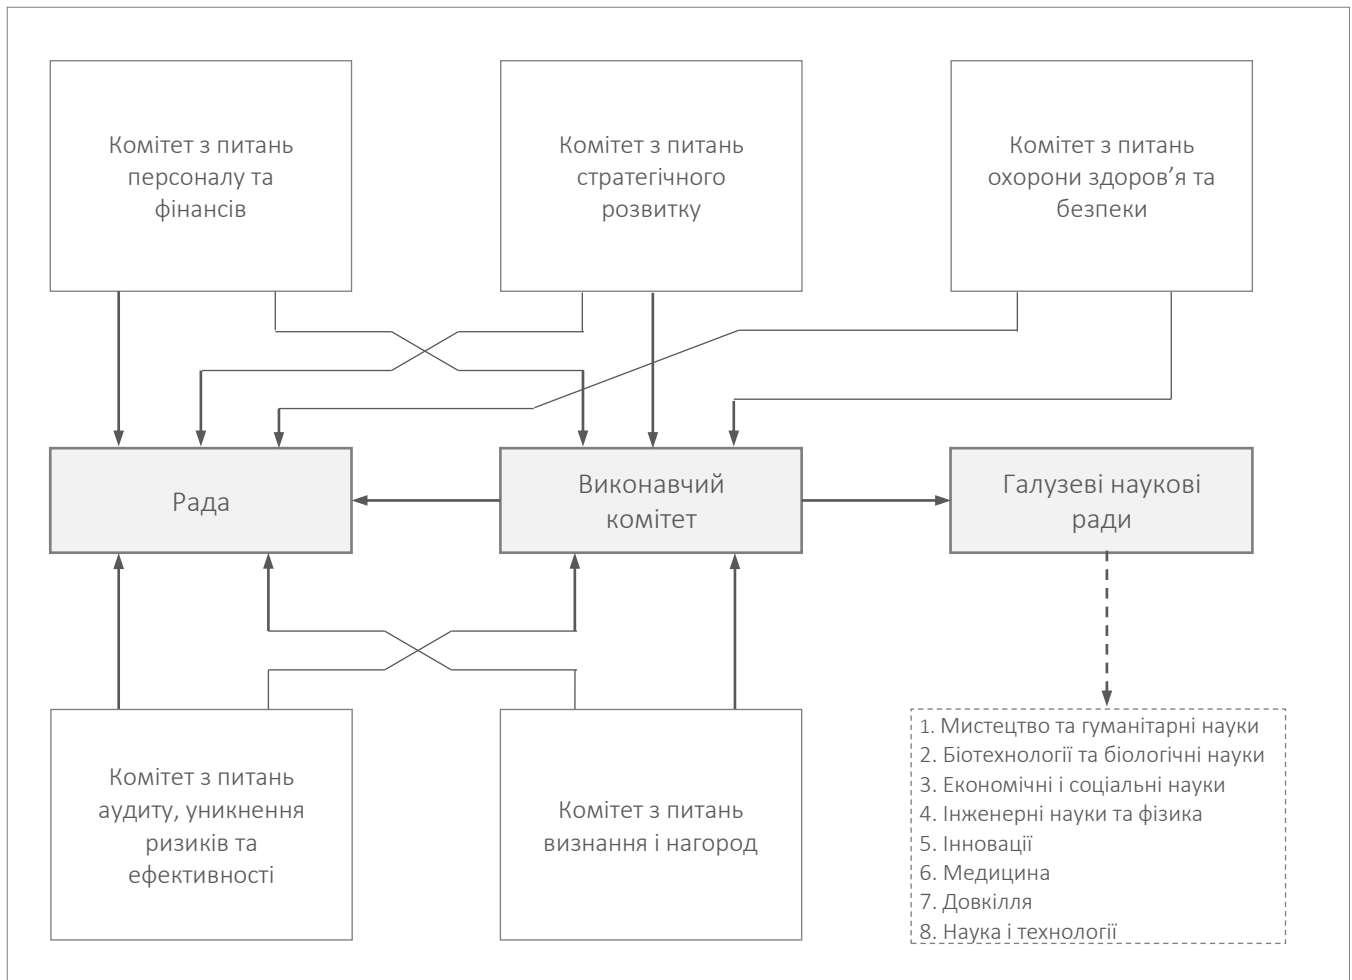 Комітет з питань
персоналу та
фінансів
Комітет з питань
стратегічного
розвитку
Комітет з питань
охорони здоров’я та
безпеки
Рада
Виконавчий
комітет
Галузеві наукові
ради
Комітет з питань
аудиту, уникнення
ризиків та
ефективності
Комітет з питань
визнання і нагород
1. Мистецтво та гуманітарні науки
2. Біотехнології та біологічні науки
3. Економічні і соціальні науки
4. Інженерні науки та фізика
5. Інновації
6. Медицина
7. Довкілля
8. Наука і технології